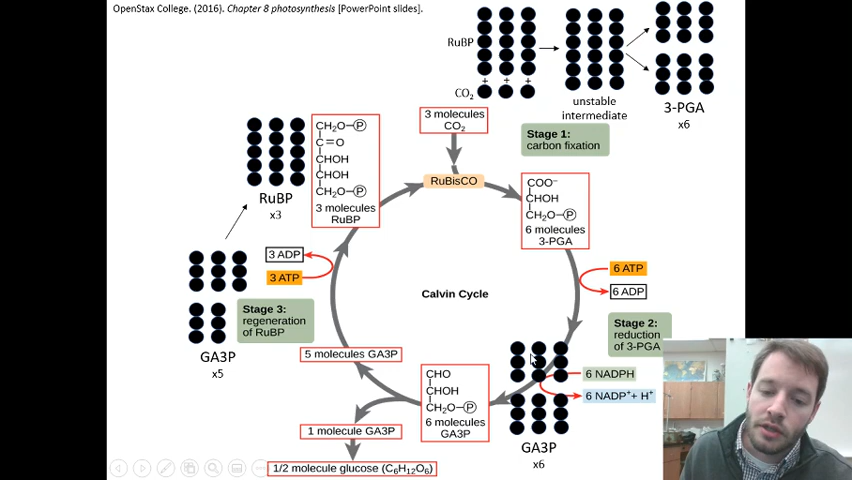 OpenStax College. (2016). Chapter 8 photosynthesis [PowerPoint slides].
RuBP
+ + +
CO2
unstable
intermediate
3-PGA
x6
3 molecules
CO2
Stage 1:
carbon fixation
RuBisCO
CH2O—P
C=O
CHOH
CHOH
CH2O—P
3 molecules
RuBP
RuBP
x3
COO−
CHOH
CH2O—P
6 molecules
3-PGA
3 ADP
3 ATP
6 ATP
6 ADP
Calvin Cycle
Stage 3:
regeneration
of RuBP
Stage 2:
reduction
of 3-PGA
GA3P
x5
5 molecules GA3P
6 NADPH
6 NADP+ + H+
CHO
CHOH
CH2O—P
6 molecules
GA3P
GA3P
x6
1 molecule GA3P
1/2 molecule glucose (C6H12O6)